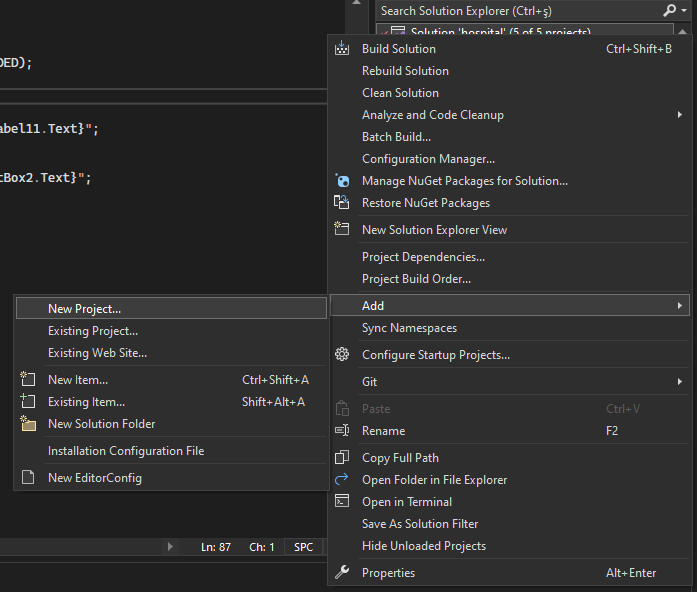 Search Solution Explorer (Ctrl+ş)
Solution 'hospital' (5 of 5 projects)
DED);
abel11.Text}";
tBox2.Text}";
Build Solution Ctrl+Shift+B
Rebuild Solution
Clean Solution
Analyze and Code Cleanup
Batch Build...
Configuration Manager...
Manage NuGet Packages for Solution...
Restore NuGet Packages
New Solution Explorer View
Project Dependencies...
Project Build Order...
Add
Sync Namespaces
Configure Startup Projects...
Git
Paste Ctrl+V
Rename F2
Copy Full Path
Open Folder in File Explorer
Open in Terminal
Save As Solution Filter
Hide Unloaded Projects
Properties Alt+Enter
New Project...
Existing Project...
Existing Web Site...
New Item... Ctrl+Shift+A
Existing Item... Shift+Alt+A
New Solution Folder
Installation Configuration File
New EditorConfig
Ln: 87 Ch: 1 SPC